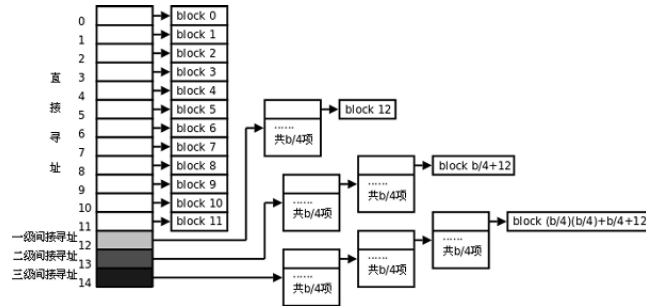 0 block 0
1 block 1
2 block 2
3 block 3
4 block 4
5 block 5
6 block 6
7 block 7
8 block 8
9 block 9
10 block 10
11 block 11
直接寻址
一级间接寻址 12
二级间接寻址 13
三级间接寻址 14
......
共b/4项
block 12
......
共b/4项
......
共b/4项
block b/4+12
......
共b/4项
......
共b/4项
......
共b/4项
block (b/4)(b/4)+b/4+12